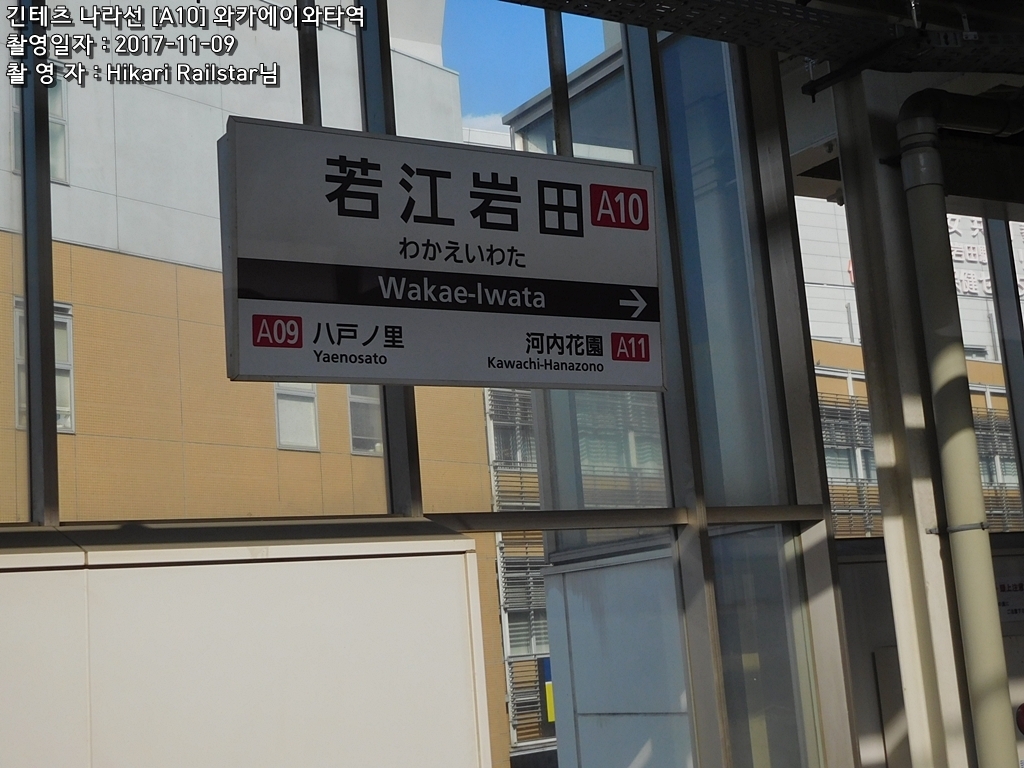 긴테츠 나라선 [A10] 와카에이와타역
촬영일자 : 2017-11-09
촬 영 자 : Hikari Railstar님
若江岩田 A10
わかえいわた
Wakae-Iwata →
A09 八戸ノ里 河内花園 A11
Yaenosato Kawachi-Hanazono